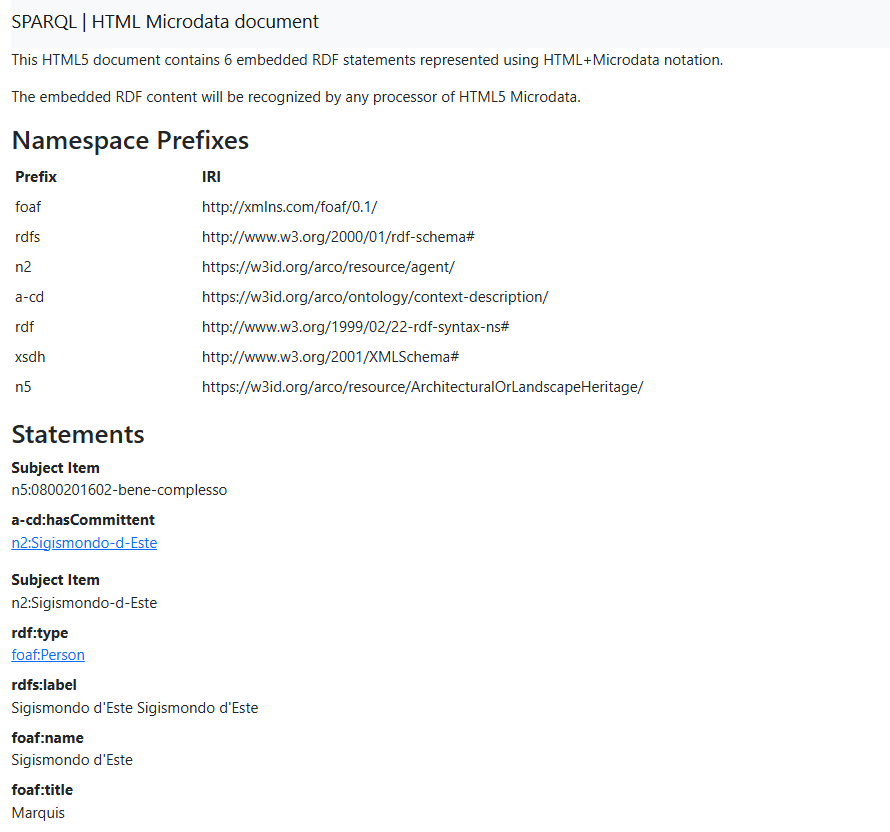 SPARQL | HTML Microdata document
This HTML5 document contains 6 embedded RDF statements represented using HTML+Microdata notation.
The embedded RDF content will be recognized by any processor of HTML5 Microdata.
Namespace Prefixes
Prefix IRI
foaf http://xmlns.com/foaf/0.1/
rdfs http://www.w3.org/2000/01/rdf-schema#
n2 https://w3id.org/arco/resource/agent/
a-cd https://w3id.org/arco/ontology/context-description/
rdf http://www.w3.org/1999/02/22-rdf-syntax-ns#
xsdh http://www.w3.org/2001/XMLSchema#
n5 https://w3id.org/arco/resource/ArchitecturalOrLandscapeHeritage/
Statements
Subject Item
n5:0800201602-bene-complesso
a-cd:hasCommittent
n2:Sigismondo-d-Este
Subject Item
n2:Sigismondo-d-Este
rdf:type
foaf:Person
rdfs:label
Sigismondo d'Este Sigismondo d'Este
foaf:name
Sigismondo d'Este
foaf:title
Marquis